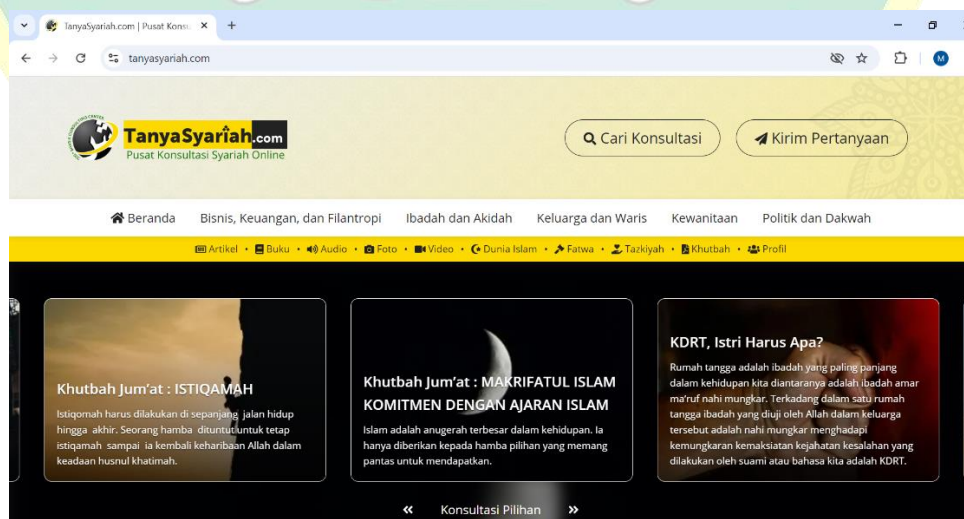 TanyaSyariah.com | Pusat Konsu
tanyasyariah.com
M
TanyaSyariah.com
Pusat Konsultasi Syariah Online
Cari Konsultasi
Kirim Pertanyaan
Beranda Bisnis, Keuangan, dan Filantropi Ibadah dan Akidah Keluarga dan Waris Kewanitaan Politik dan Dakwah
Artikel • Buku • Audio • Foto • Video • Dunia Islam • Fatwa • Tazkiyah • Khutbah • Profil
Khutbah Jum'at : ISTIQAMAH
Istiqomah harus dilakukan di sepanjang jalan hidup
hingga akhir. Seorang hamba dituntut untuk tetap
istiqamah sampai ia kembali keharibaan Allah dalam
keadaan husnul khatimah.
Khutbah Jum'at : MAKRIFATUL ISLAM
KOMITMEN DENGAN AJARAN ISLAM
Islam adalah anugerah terbesar dalam kehidupan. Ia
hanya diberikan kepada hamba pilihan yang memang
pantas untuk mendapatkan.
KDRT, Istri Harus Apa?
Rumah tangga adalah ibadah yang paling panjang
dalam kehidupan kita diantaranya adalah ibadah amar
ma'ruf nahi mungkar. Terkadang dalam satu rumah
tangga ibadah yang diuji oleh Allah dalam keluarga
tersebut adalah nahi mungkar menghadapi
kemungkaran kemaksiatan kejahatan kesalahan yang
dilakukan oleh suami atau bahasa kita adalah KDRT.
« Konsultasi Pilihan »